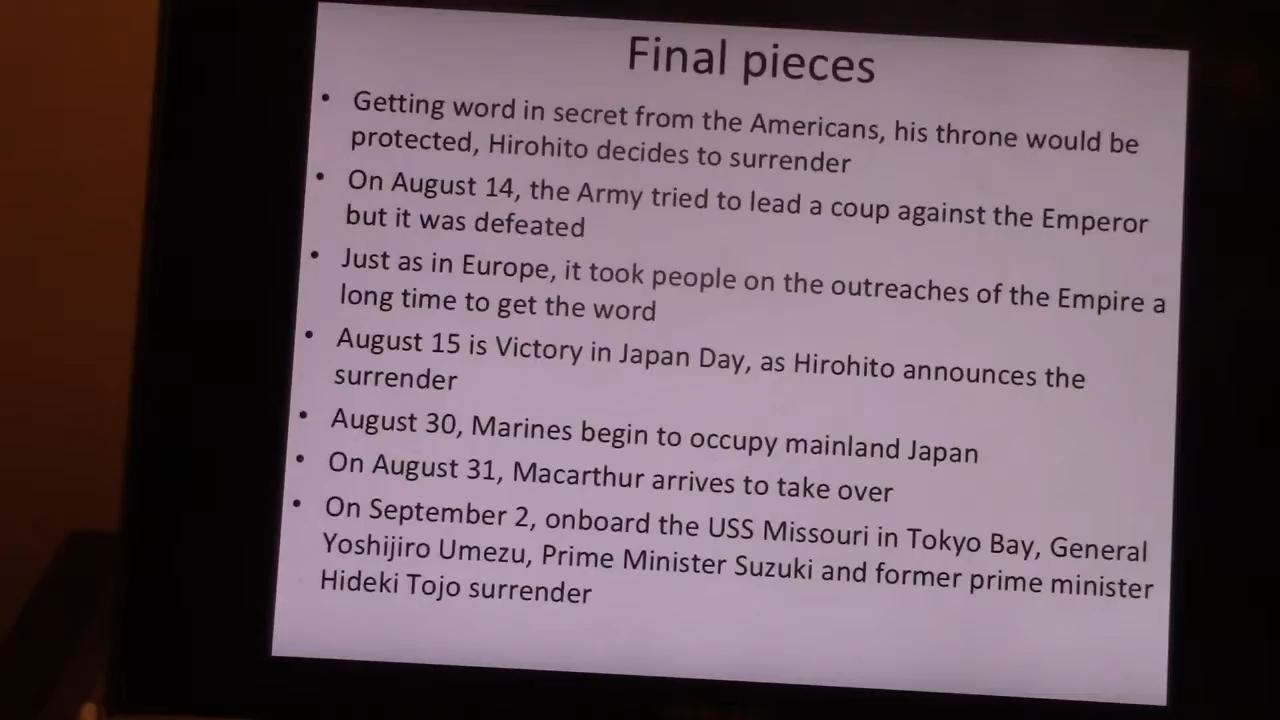 Final pieces
• Getting word in secret from the Americans, his throne would be
protected, Hirohito decides to surrender
• On August 14, the Army tried to lead a coup against the Emperor
but it was defeated
• Just as in Europe, it took people on the outreaches of the Empire a
long time to get the word
• August 15 is Victory in Japan Day, as Hirohito announces the
surrender
• August 30, Marines begin to occupy mainland Japan
• On August 31, Macarthur arrives to take over
• On September 2, onboard the USS Missouri in Tokyo Bay, General
Yoshijiro Umezu, Prime Minister Suzuki and former prime minister
Hideki Tojo surrender